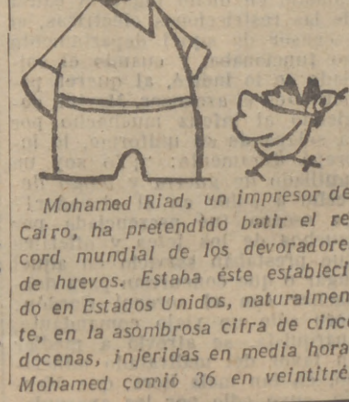 Mohamed Riad, un impresor de
Cairo, ha pretendido batir el re
cord mundial de los devoradore
de huevos. Estaba éste estableci
do en Estados Unidos, naturalmen
te, en la asombrosa cifra de cinco
docenas, injeridas en media hora
Mohamed comió 36 en veintitré